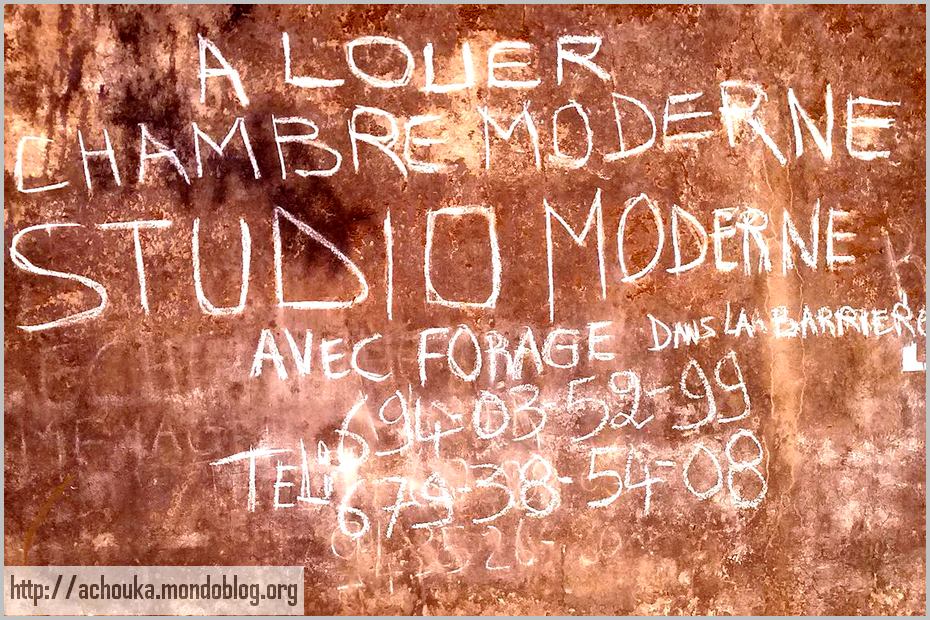 A LOUER
CHAMBRE MODERNE
STUDIO MODERNE
AVEC FORAGE DANS LA BARRIERE
694-03-52-99
TEL
679-38-54-08
http://achouka.mondoblog.org